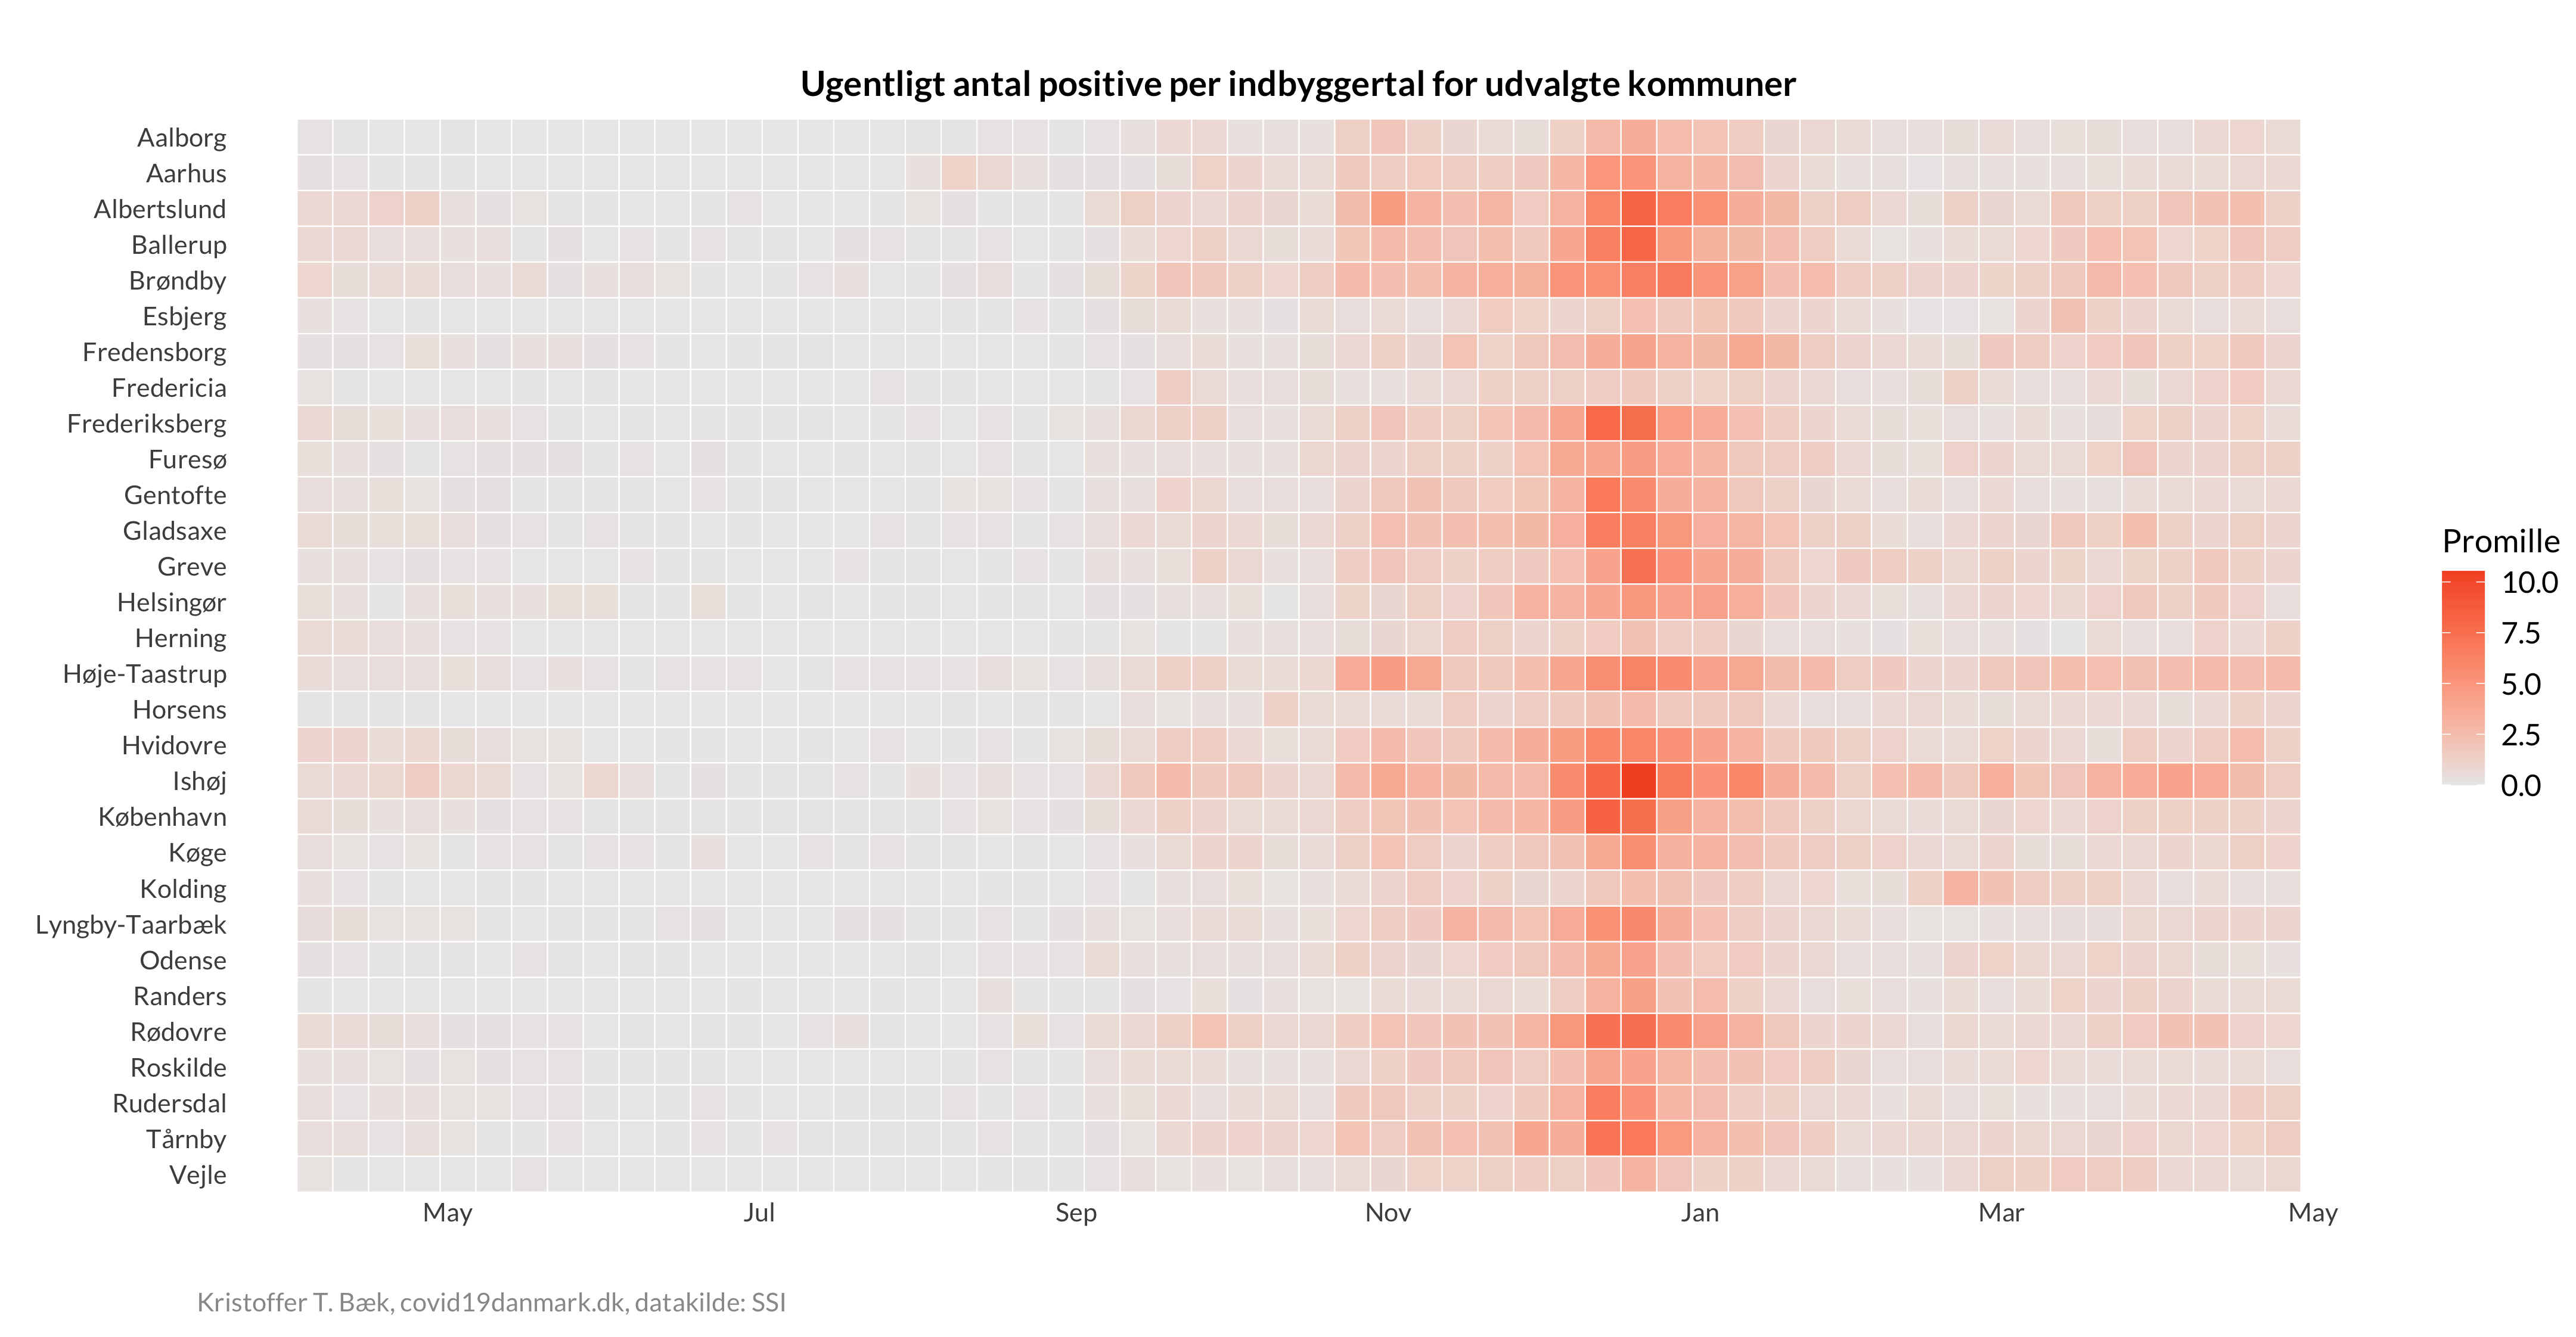 Ugentligt antal positive per indbyggertal for udvalgte kommuner
Aalborg
Aarhus
Albertslund
Ballerup
Brøndby
Esbjerg
Fredensborg
Fredericia
Frederiksberg
Furesø
Gentofte
Gladsaxe
Greve
Helsingør
Herning
Høje-Taastrup
Horsens
Hvidovre
Ishøj
København
Køge
Kolding
Lyngby-Taarbæk
Odense
Randers
Rødovre
Roskilde
Rudersdal
Tårnby
Vejle
May Jul Sep Nov Jan Mar May
Promille
10.0
7.5
5.0
2.5
0.0
Kristoffer T. Bæk, covid19danmark.dk, datakilde: SSI